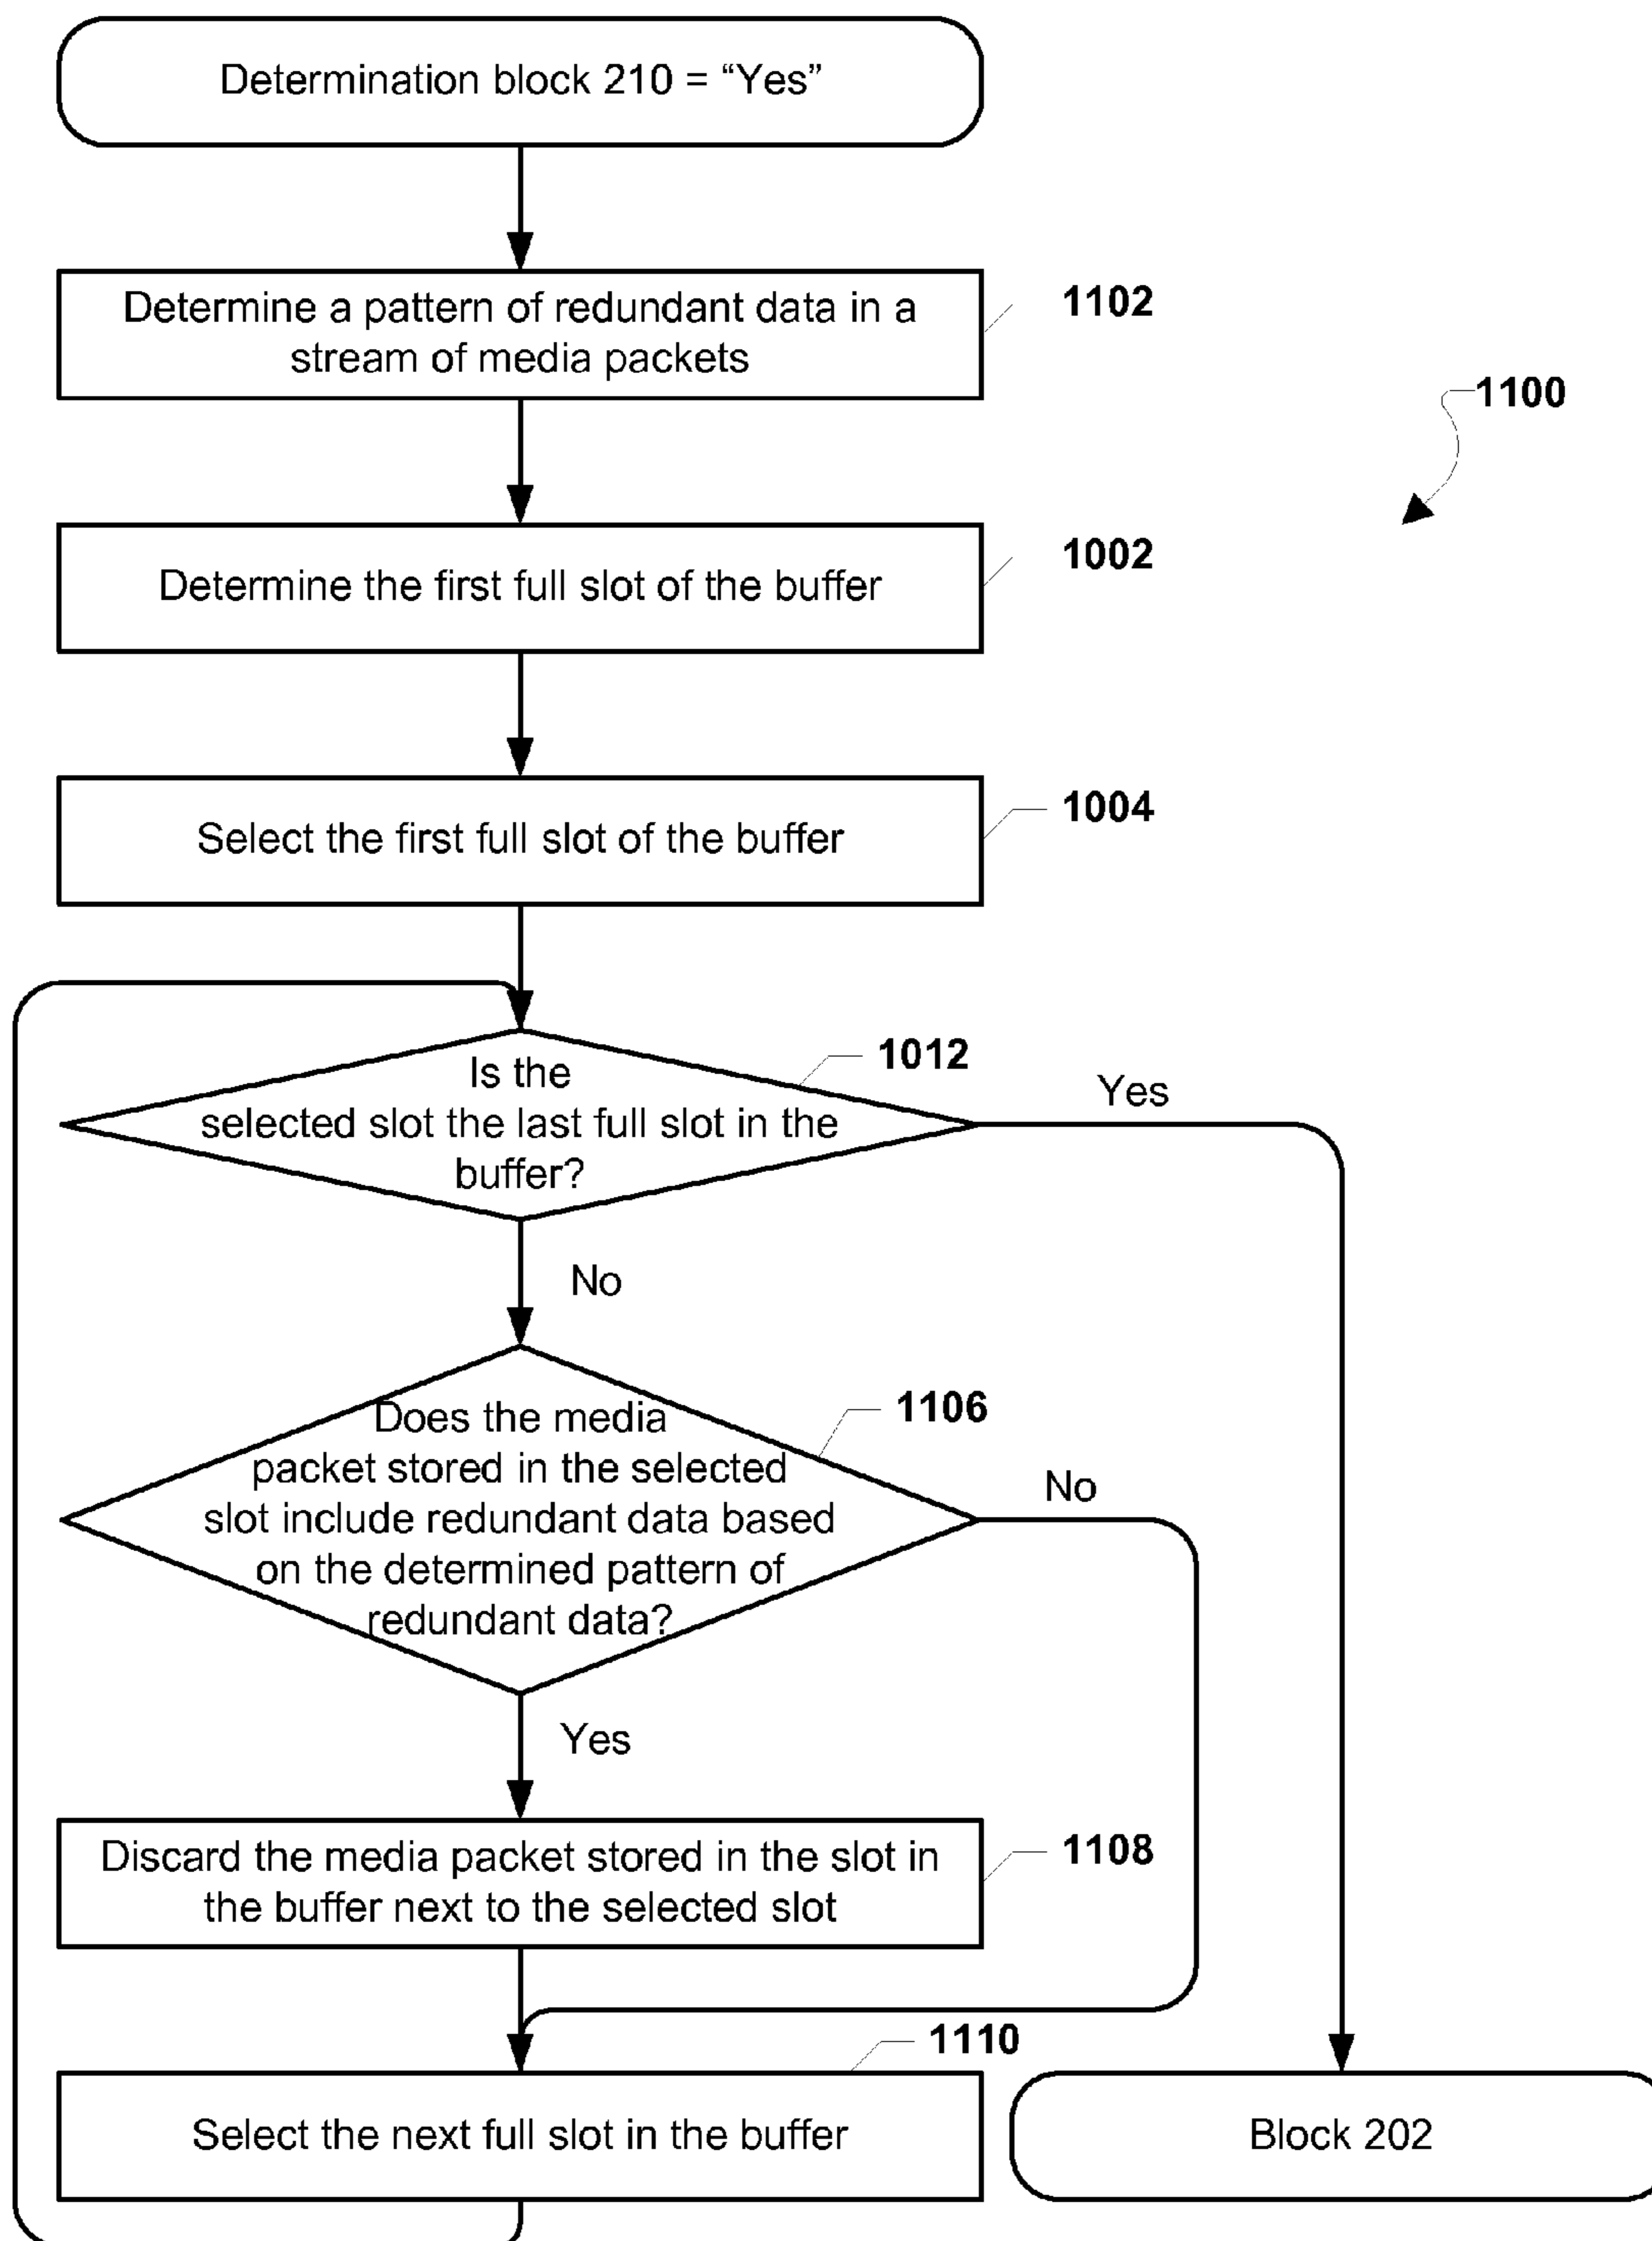 Determination block 210 = “Yes”
Determine a pattern of redundant data in a
stream of media packets
1102
1100
Determine the first full slot of the buffer
1002
Select the first full slot of the buffer
1004
Is the
selected slot the last full slot in the
buffer?
1012
Yes
No
Does the media
packet stored in the selected
slot include redundant data based
on the determined pattern of
redundant data?
1106
No
Yes
Discard the media packet stored in the slot in
the buffer next to the selected slot
1108
1110
Select the next full slot in the buffer
Block 202